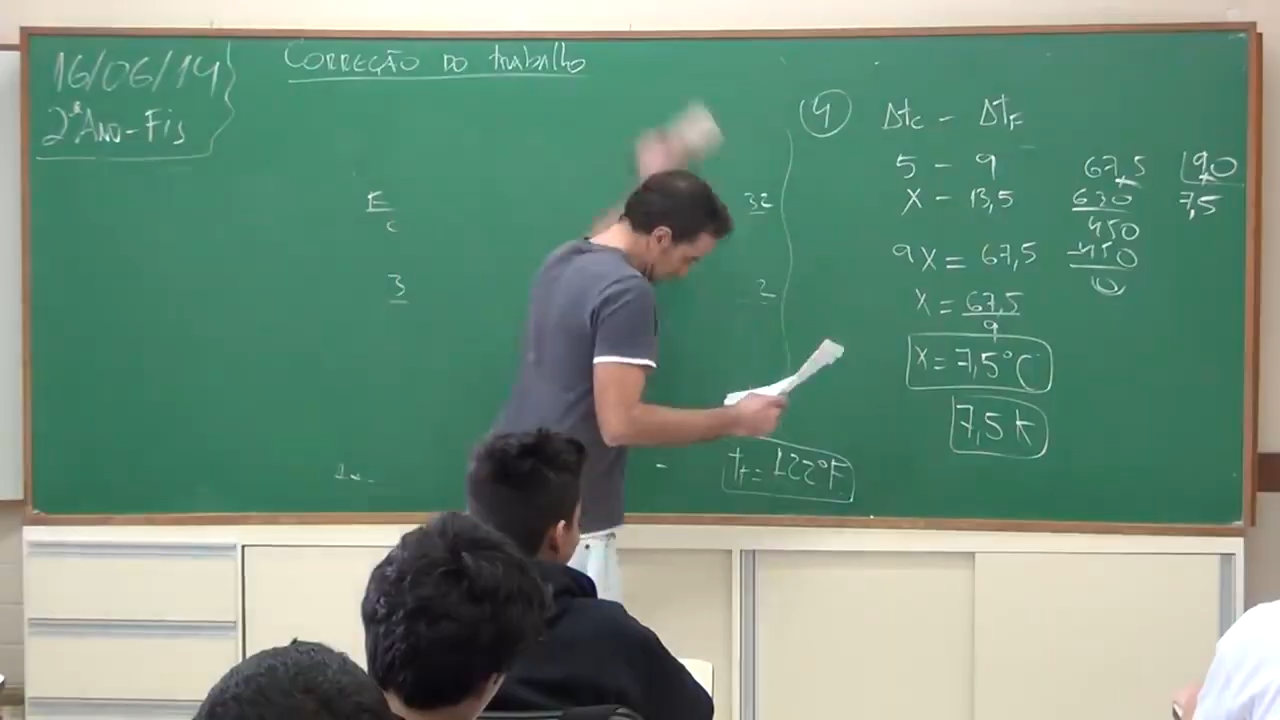 16/06/14
2ª Ano - Fis
Correção do trabalho
E
C
3
32
2
tF = 122°F
4
Δtc - ΔtF
5 - 9
X - 13,5
9X = 67,5
X = 67,5
9
X = 7,5°C
7,5 K
67,5 90
630 7,5
450
-450
0